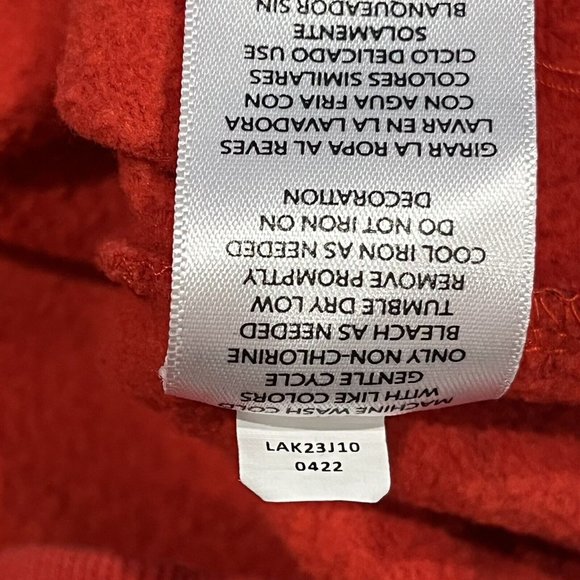 MACHINE WASH COLD
WITH LIKE COLORS
GENTLE CYCLE
ONLY NON-CHLORINE
BLEACH AS NEEDED
TUMBLE DRY LOW
REMOVE PROMPTLY
COOL IRON AS NEEDED
DO NOT IRON ON
DECORATION
GIRAR LA ROPA AL REVES
LAVAR EN LA LAVADORA
CON AGUA FRIA CON
COLORES SIMILARES
CICLO DELICADO USE
SOLAMENTE
BLANQUEADOR SIN
LAK23J10
0422